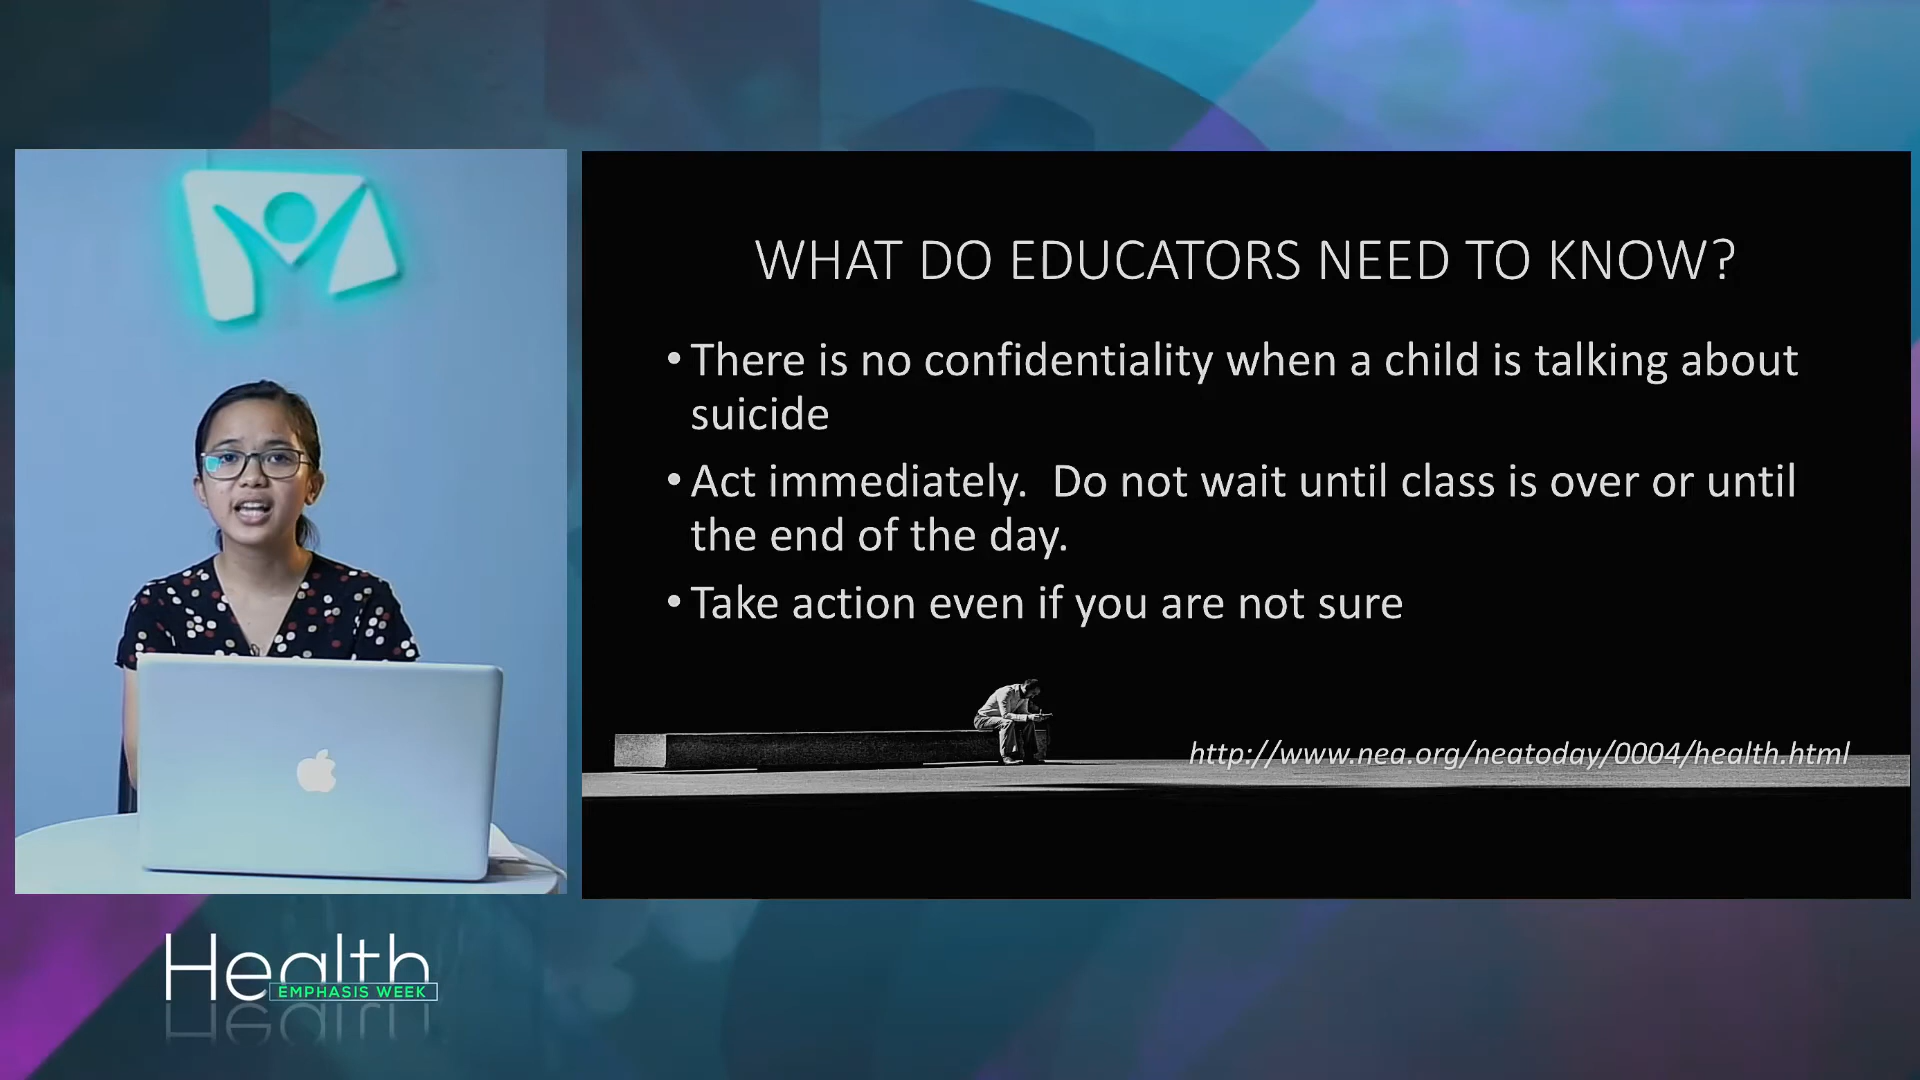 WHAT DO EDUCATORS NEED TO KNOW?
• There is no confidentiality when a child is talking about
suicide
• Act immediately.  Do not wait until class is over or until
the end of the day.
• Take action even if you are not sure
http://www.nea.org/neatoday/0004/health.html
Health
EMPHASIS WEEK